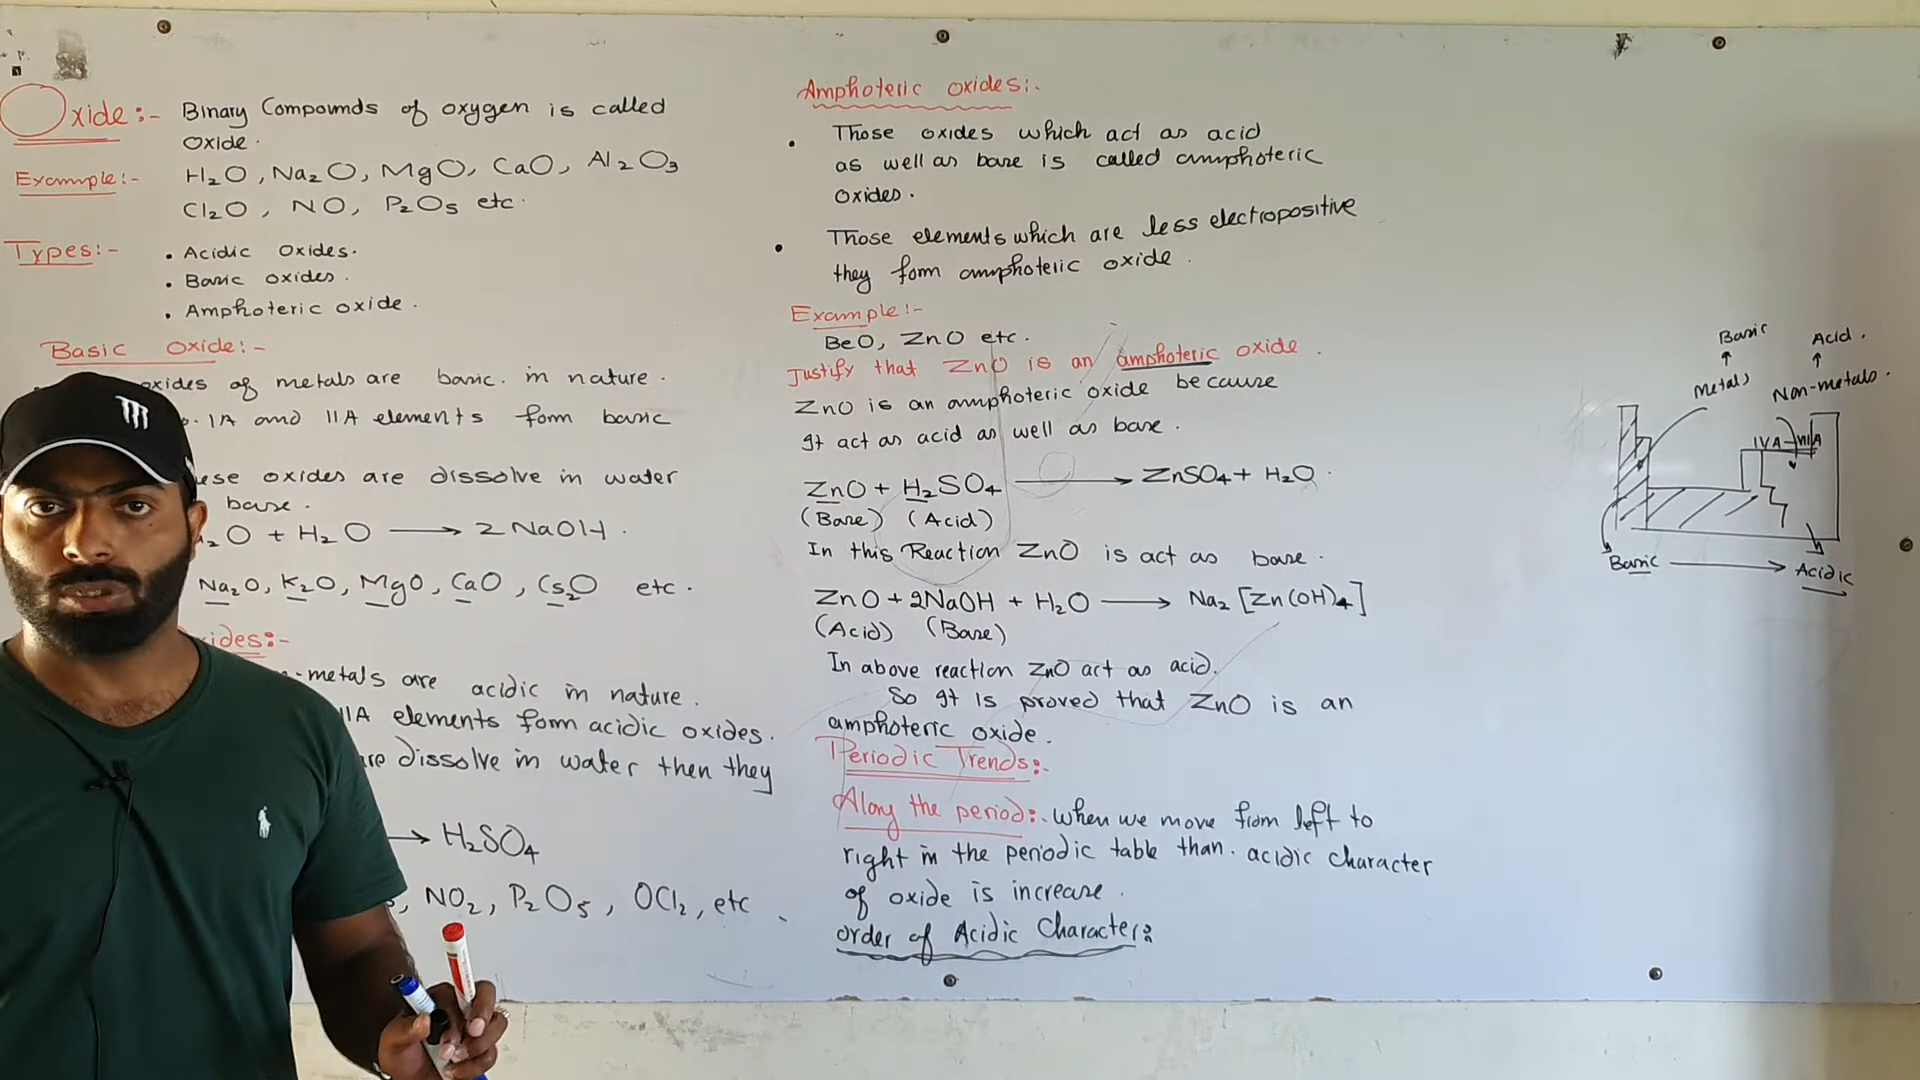 Oxide:- Binary Compounds of oxygen is called
oxide.
Example:- H2O, Na2O, MgO, CaO, Al2O3
Cl2O, NO, P2O5 etc.
Types:- • Acidic oxides.
• Basic oxides.
• Amphoteric oxide.
Basic Oxide:-
oxides of metals are basic. in nature.
IA and IIA elements form basic
oxides are dissolve in water
base.
O + H2O ⟶ 2 NaOH.
Na2O, K2O, MgO, CaO, Cs2O etc.
xides:-
-metals are acidic in nature.
IIA elements form acidic oxides.
are dissolve in water then they
⟶ H2SO4
, NO2, P2O5, OCl2, etc
Amphoteric oxides:-
• Those oxides which act as acid
as well as base is called amphoteric
oxides.
• Those elements which are less electropositive
they form amphoteric oxide.
Example:-
BeO, ZnO etc.
Justify that ZnO is an amphoteric oxide.
ZnO is an amphoteric oxide because
It act as acid as well as base.
ZnO + H2SO4 ⟶ ZnSO4 + H2O.
(Base) (Acid)
In this Reaction ZnO is act as base.
ZnO + 2NaOH + H2O ⟶ Na2 [Zn(OH)4]
(Acid) (Base)
In above reaction ZnO act as acid.
So It is proved that ZnO is an
amphoteric oxide.
Periodic Trends:-
Along the period:- when we move from left to
right in the periodic table than. acidic character
of oxide is increase.
order of Acidic Character:
Basic Acid.
Metals Non-metals.
IVA-VIIA
Basic ⟶ Acidic